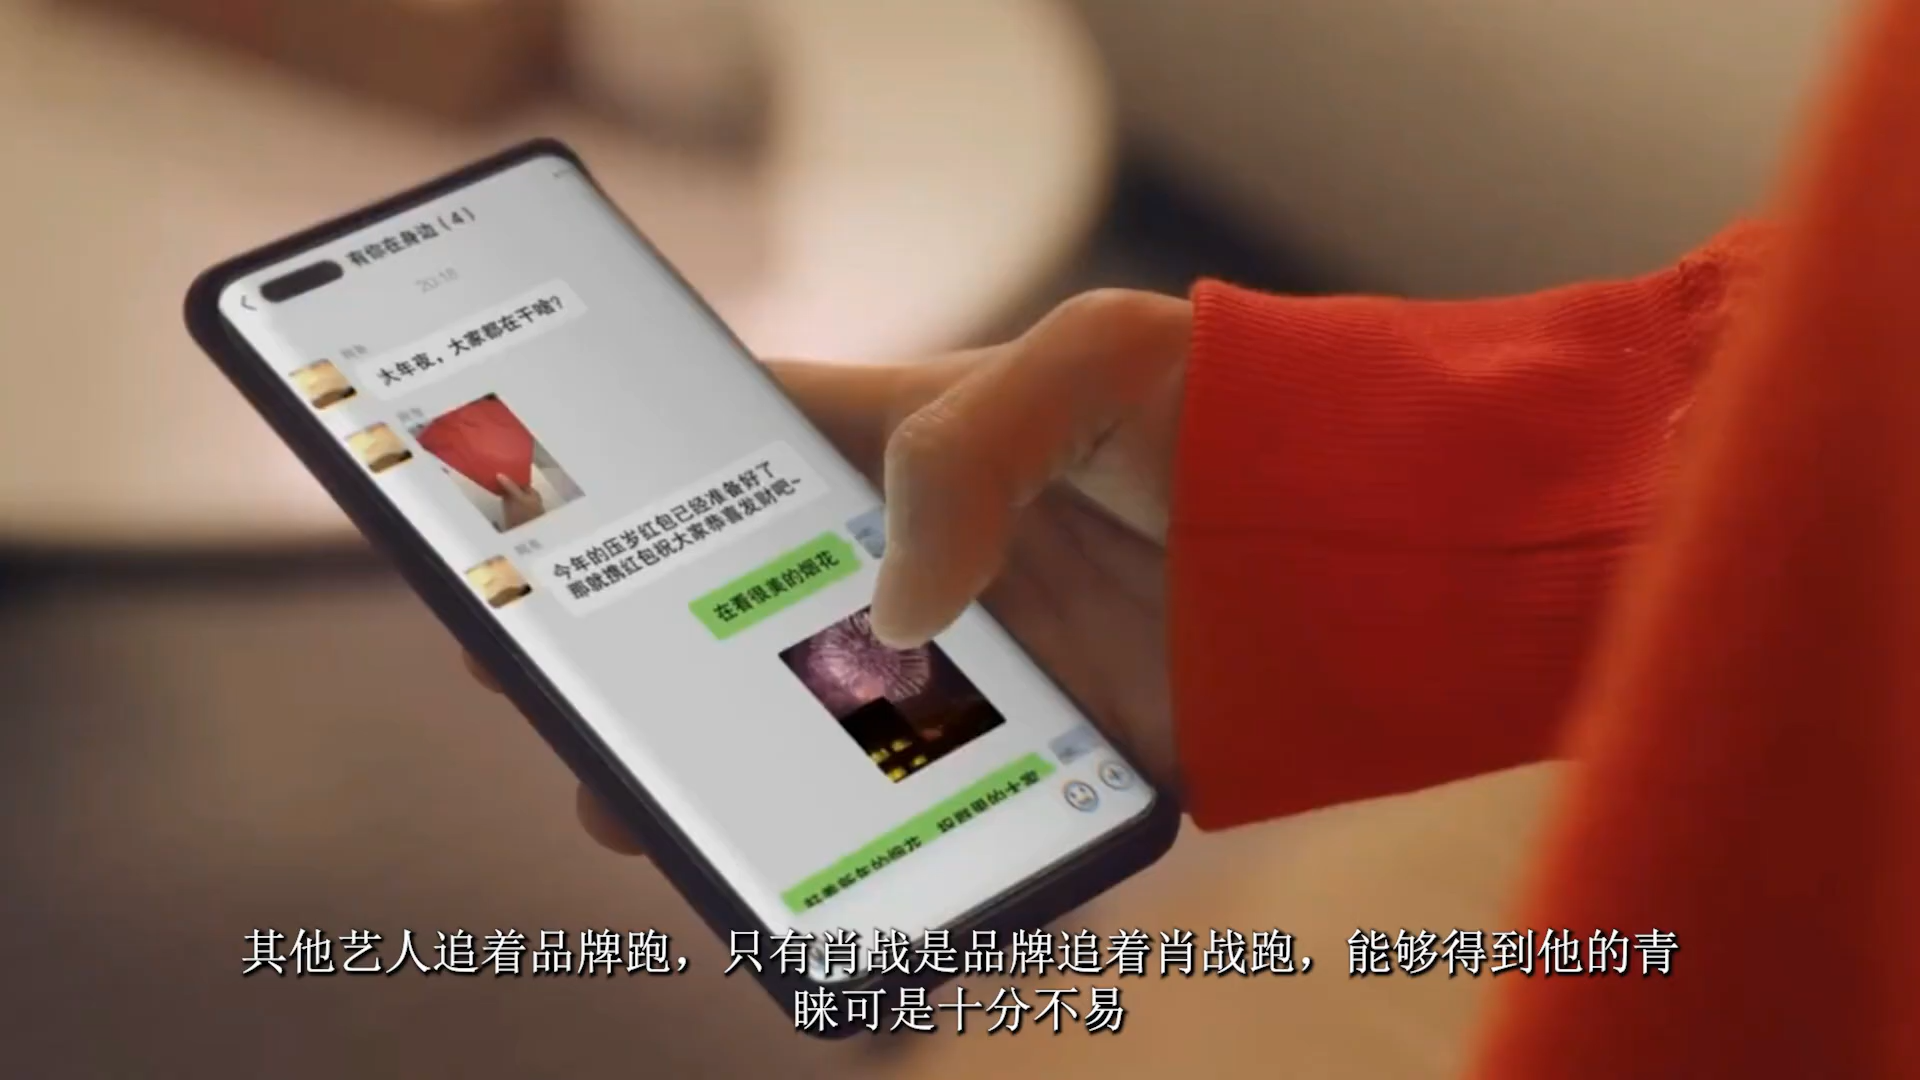 有你在身边（4）
20:18
大年夜，大家都在干啥？
今年的压岁红包已经准备好了
那就携红包祝大家恭喜发财吧~
在看很美的烟花
其他艺人追着品牌跑，只有肖战是品牌追着肖战跑，能够得到他的青
睐可是十分不易